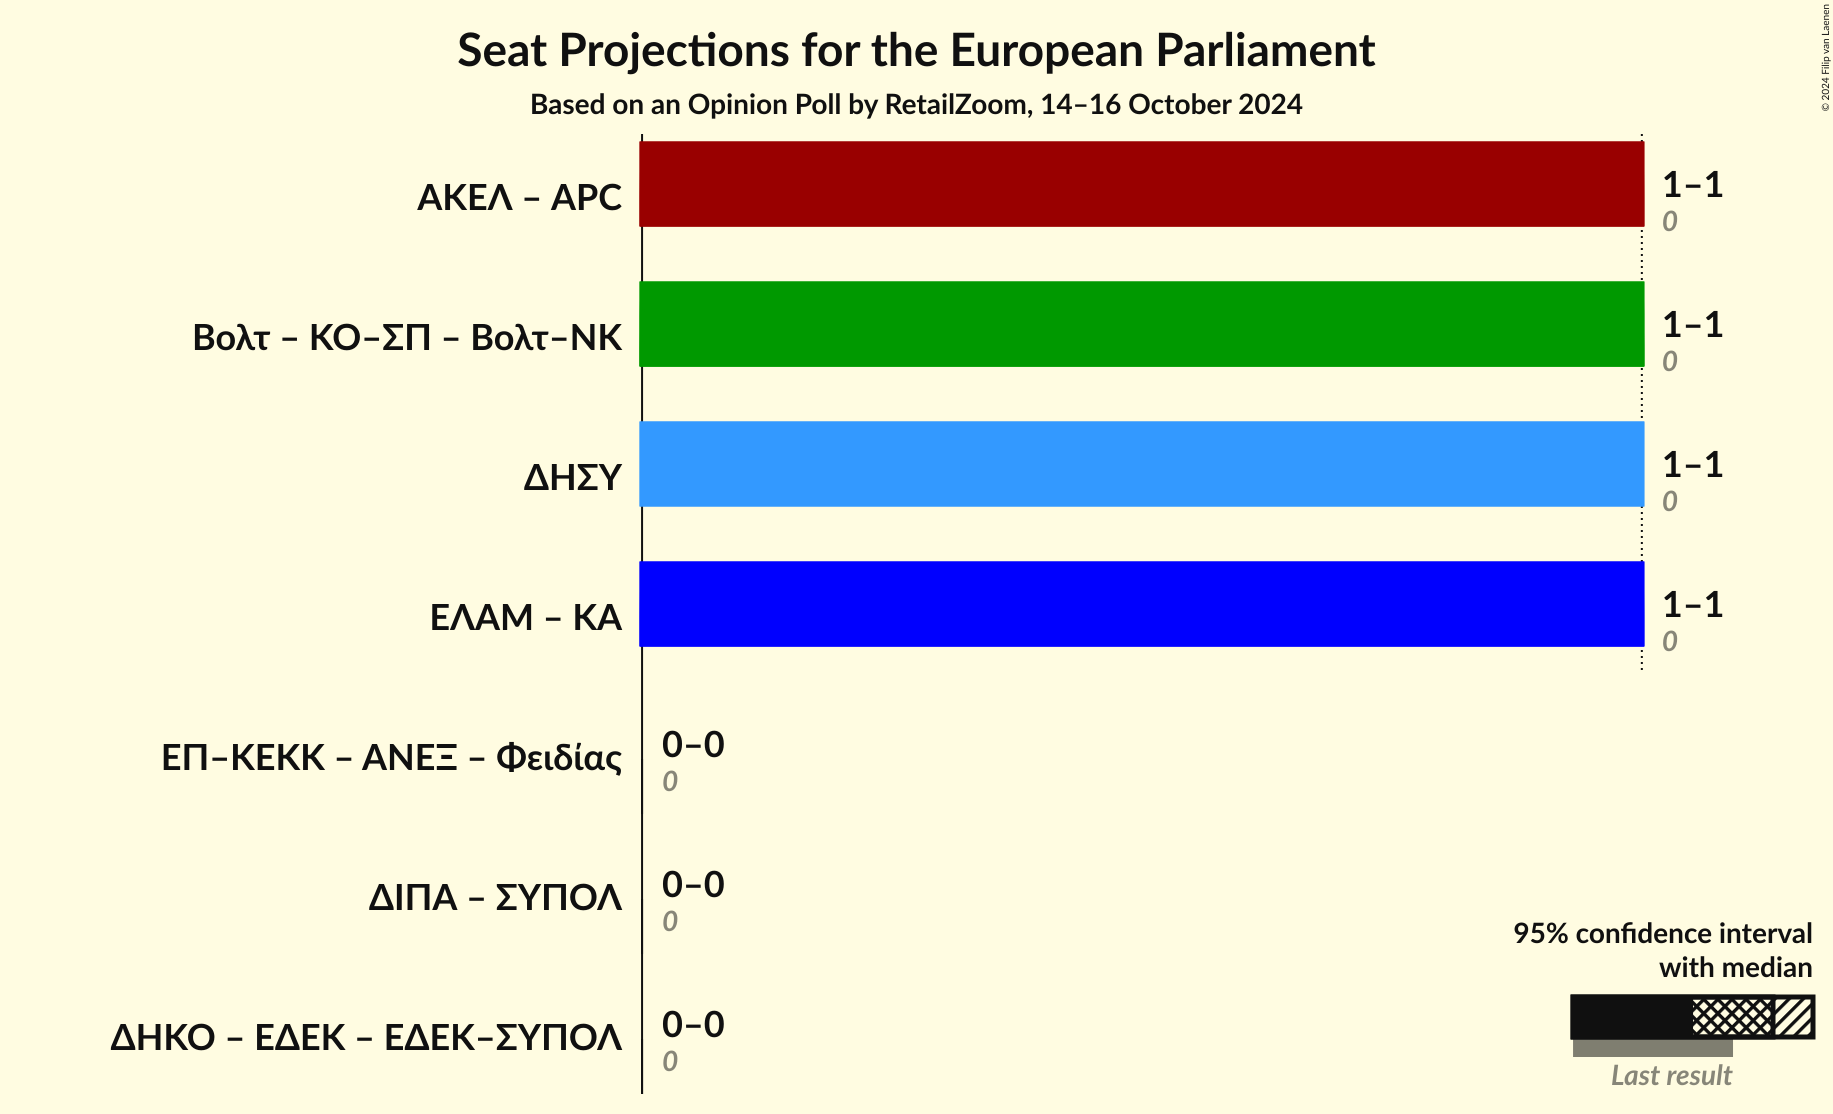 Seat Projections for the European Parliament
Based on an Opinion Poll by RetailZoom, 14–16 October 2024
© 2024 Filip van Laenen
ΑΚΕΛ – APC
1–1
0
Βολτ – ΚΟ–ΣΠ – Βολτ–ΝΚ
1–1
0
ΔΗΣΥ
1–1
0
ΕΛΑΜ – ΚΑ
1–1
0
ΕΠ–ΚΕΚΚ – ΑΝΕΞ – Φειδίας
0–0
0
ΔΙΠΑ – ΣΥΠΟΛ
0–0
0
ΔΗΚΟ – ΕΔΕΚ – ΕΔΕΚ–ΣΥΠΟΛ
0–0
0
95% confidence interval
with median
Last result